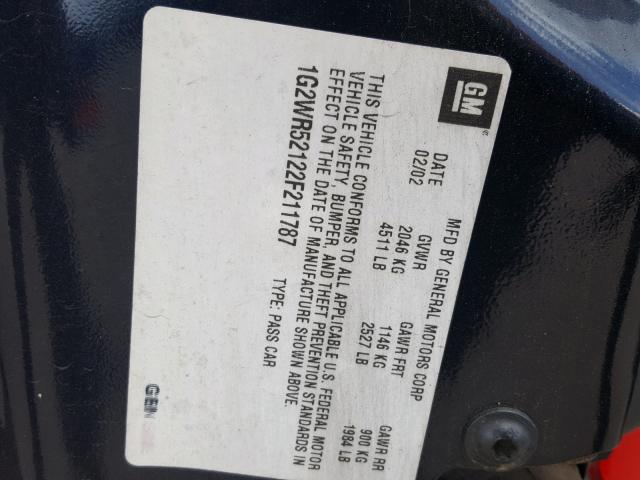 GM
MFD BY GENERAL MOTORS CORP
DATE GVWR GAWR FRT GAWR RR
02/02 2046 KG 1146 KG 900 KG
4511 LB 2527 LB 1984 LB
THIS VEHICLE CONFORMS TO ALL APPLICABLE U.S. FEDERAL MOTOR
VEHICLE SAFETY, BUMPER, AND THEFT PREVENTION STANDARDS IN
EFFECT ON THE DATE OF MANUFACTURE SHOWN ABOVE.
1G2WR52122F211787 TYPE: PASS CAR